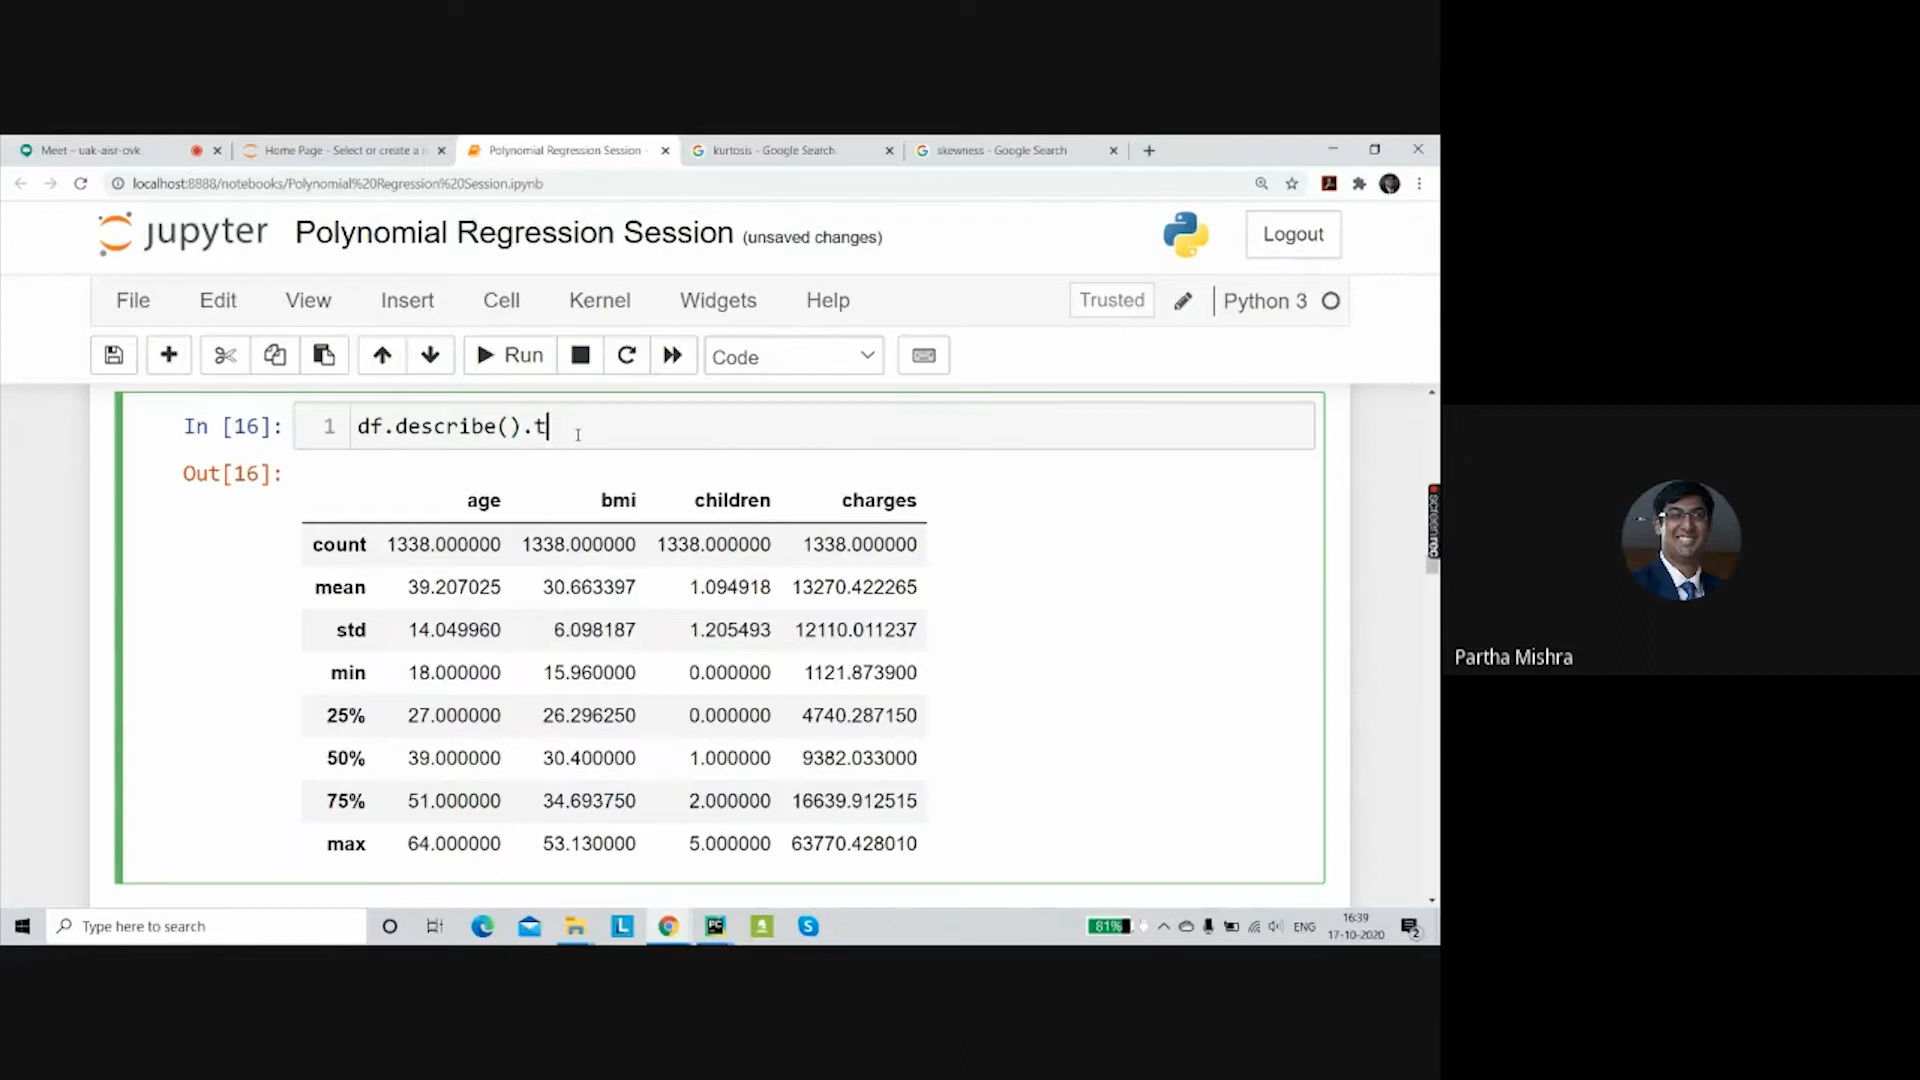 Meet - uak-aisr-ovk
Home Page - Select or create a n
Polynomial Regression Session -
kurtosis - Google Search
skewness - Google Search
localhost:8888/notebooks/Polynomial%20Regression%20Session.ipynb
jupyter Polynomial Regression Session (unsaved changes)
Logout
File Edit View Insert Cell Kernel Widgets Help
Trusted
Python 3
Run
Code
In [16]: 1 df.describe().t
Out[16]:
age bmi children charges
count 1338.000000 1338.000000 1338.000000 1338.000000
mean 39.207025 30.663397 1.094918 13270.422265
std 14.049960 6.098187 1.205493 12110.011237
min 18.000000 15.960000 0.000000 1121.873900
25% 27.000000 26.296250 0.000000 4740.287150
50% 39.000000 30.400000 1.000000 9382.033000
75% 51.000000 34.693750 2.000000 16639.912515
max 64.000000 53.130000 5.000000 63770.428010
screenrec
Partha Mishra
Type here to search
81%
ENG
16:39
17-10-2020
2